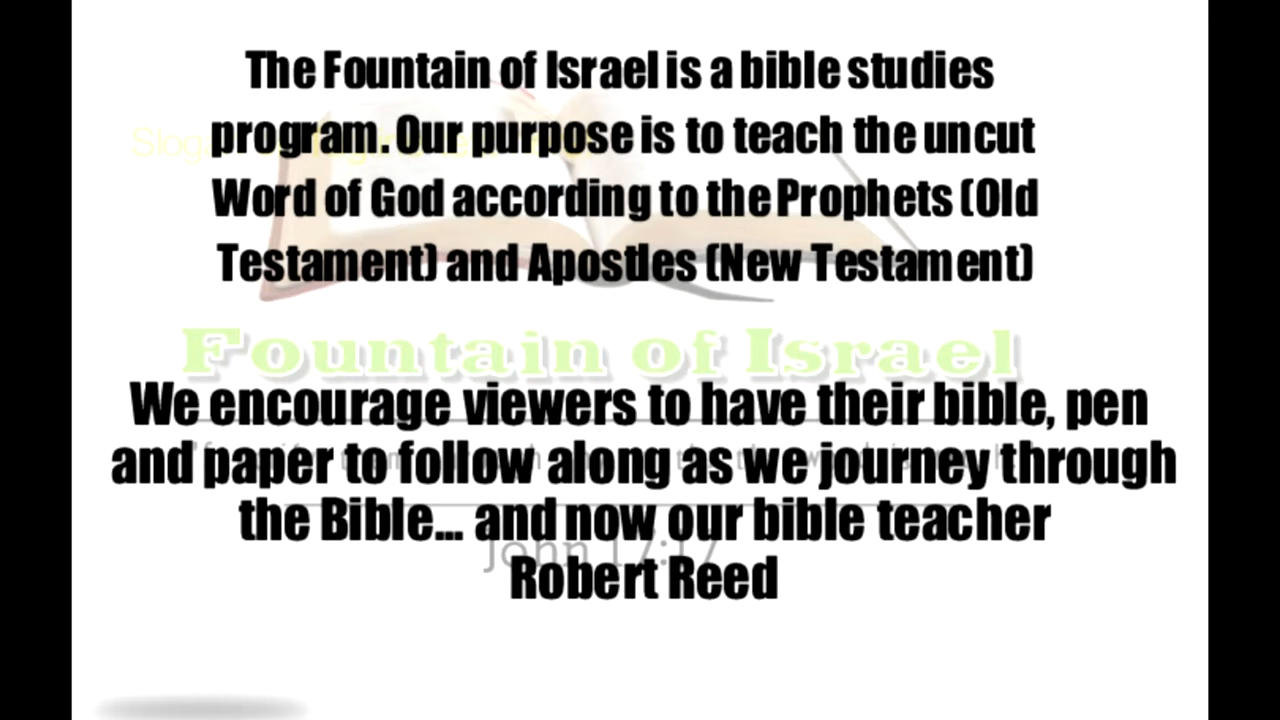 The Fountain of Israel is a bible studies
program. Our purpose is to teach the uncut
Word of God according to the Prophets (Old
Testament) and Apostles (New Testament)
Fountain of Israel
We encourage viewers to have their bible, pen
and paper to follow along as we journey through
the Bible... and now our bible teacher
John 17:17
Robert Reed